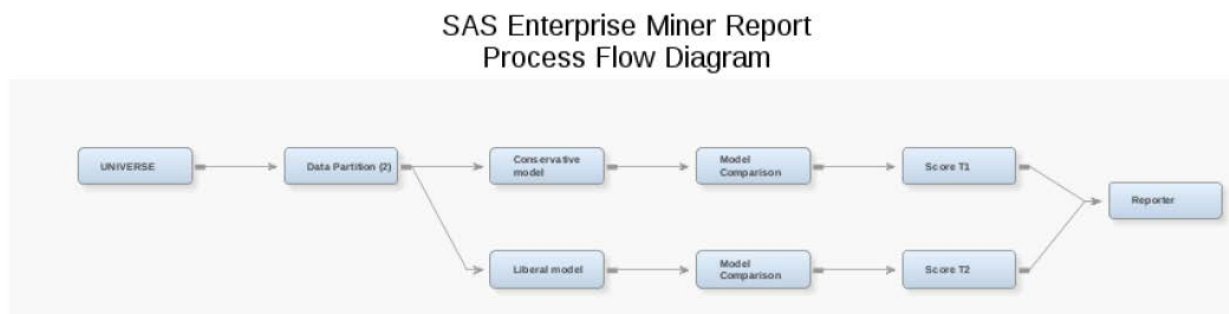 SAS Enterprise Miner Report
Process Flow Diagram
UNIVERSE
Data Partition (2)
Conservative
model
Model
Comparison
Score T1
Reporter
Liberal model
Model
Comparison
Score T2